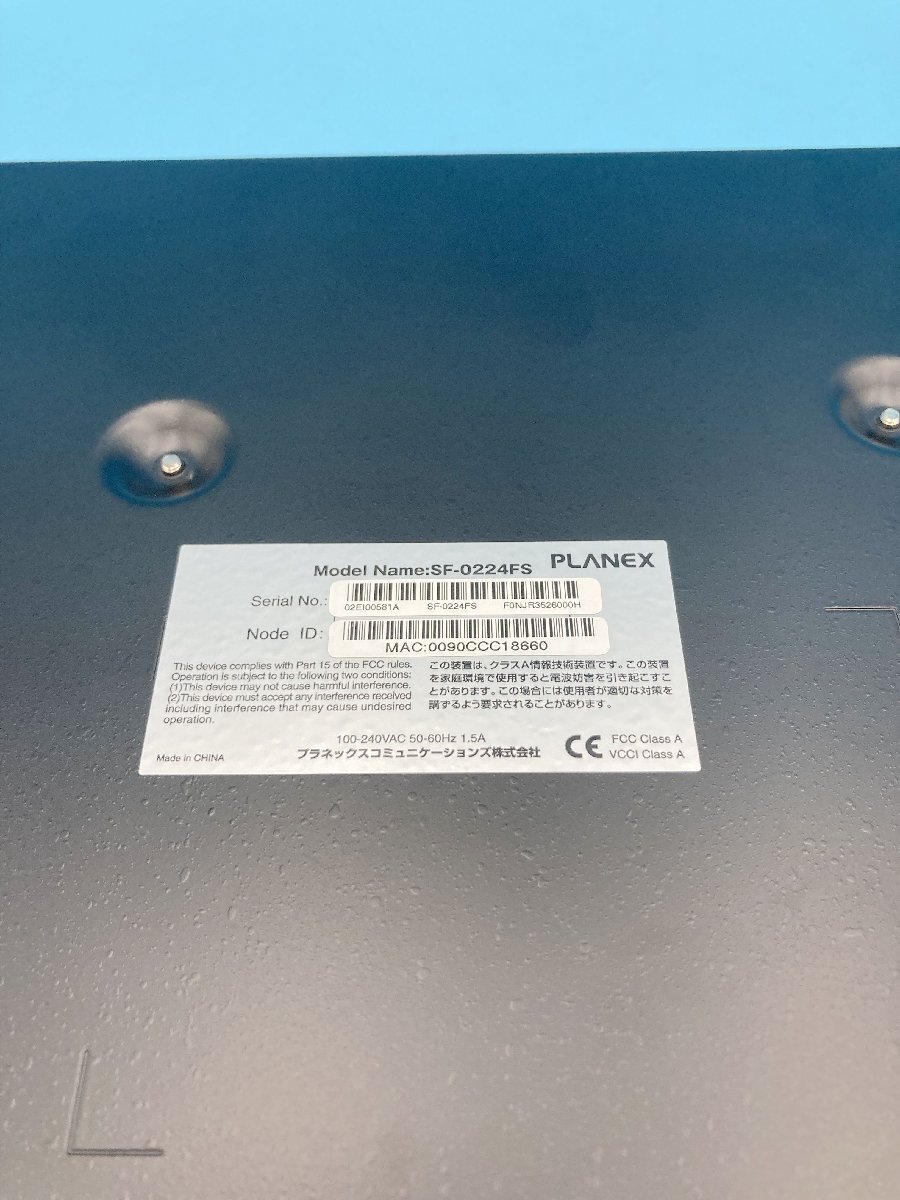 PLANEX
Model Name:SF-0224FS
Serial No.:
02EI00581A SF-0224FS F0NJR3526000H
Node ID:
MAC:0090CCC18660
This device complies with Part 15 of the FCC rules.
Operation is subject to the following two conditions:
(1)This device may not cause harmful interference.
(2)This device must accept any interference received
including interference that may cause undesired
operation.
この装置は、クラスA情報技術装置です。この装置
を家庭環境で使用すると電波妨害を引き起こすこ
とがあります。この場合には使用者が適切な対策を
講ずるよう要求されることがあります。
100-240VAC 50-60Hz 1.5A
プラネックスコミュニケーションズ株式会社
Made in CHINA
CE
FCC Class A
VCCI Class A